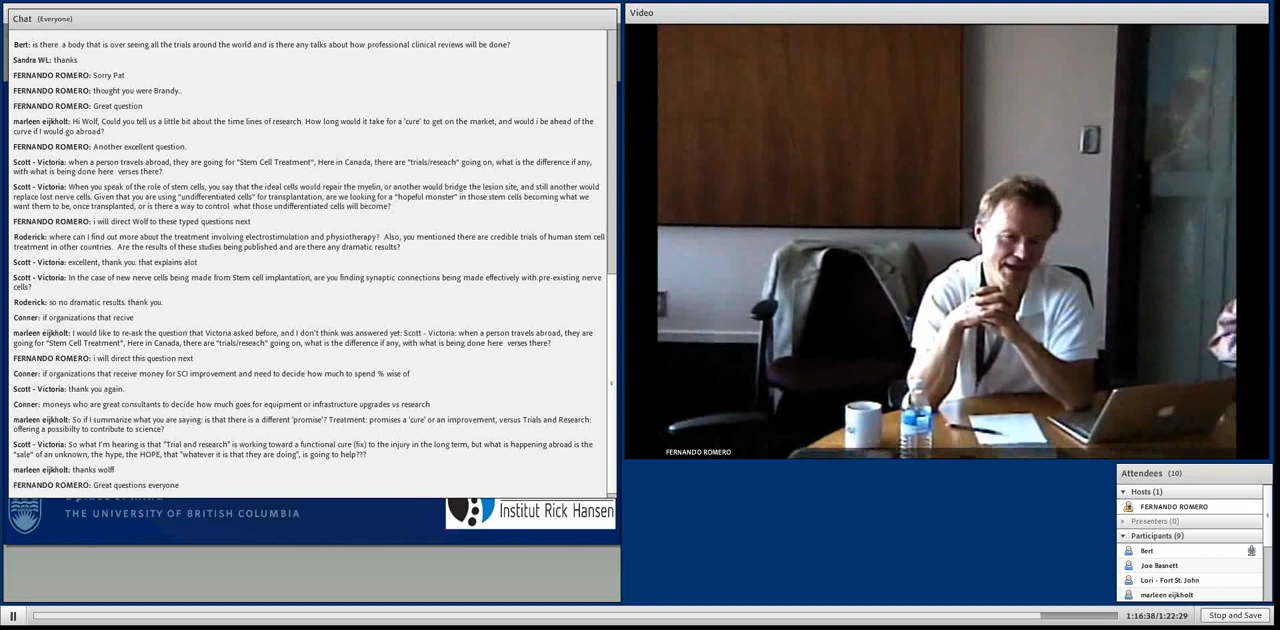 Chat (Everyone)
Bert: is there a body that is over seeing all the trials around the world and is there any talks about how professional clinical reviews will be done?
Sandra WL: thanks
FERNANDO ROMERO: Sorry Pat
FERNANDO ROMERO: thought you were Brandy..
FERNANDO ROMERO: Great question
marleen eijkholt: Hi Wolf, Could you tell us a little bit about the time lines of research. How long would it take for a 'cure' to get on the market, and would i be ahead of the
curve if I would go abroad?
FERNANDO ROMERO: Another excellent question.
Scott - Victoria: when a person travels abroad, they are going for "Stem Cell Treatment", Here in Canada, there are "trials/reseach" going on, what is the difference if any,
with what is being done here verses there?
Scott - Victoria: When you speak of the role of stem cells, you say that the ideal cells would repair the myelin, or another would bridge the lesion site, and still another would
replace lost nerve cells. Given that you are using "undifferentiated cells" for transplantation, are we looking for a "hopeful monster" in those stem cells becoming what we
want them to be, once transplanted, or is there a way to control what those undifferentiated cells will become?
FERNANDO ROMERO: i will direct Wolf to these typed questions next
Roderick: where can I find out more about the treatment involving electrostimulation and physiotherapy? Also, you mentioned there are credible trials of human stem cell
treatment in other countries. Are the results of these studies being published and are there any dramatic results?
Scott - Victoria: excellent, thank you. that explains alot
Scott - Victoria: In the case of new nerve cells being made from Stem cell implantation, are you finding synaptic connections being made effectively with pre-existing nerve
cells?
Roderick: so no dramatic results. thank you.
Conner: if organizations that recive
marleen eijkholt: I would like to re-ask the question that Victoria asked before, and I don't think was answered yet: Scott - Victoria: when a person travels abroad, they are
going for "Stem Cell Treatment", Here in Canada, there are "trials/reseach" going on, what is the difference if any, with what is being done here verses there?
FERNANDO ROMERO: i will direct this question next
Conner: if organizations that receive money for SCI improvement and need to decide how much to spend % wise of
Scott - Victoria: thank you again.
Conner: moneys who are great consultants to decide how much goes for equipment or infrastructure upgrades vs research
marleen eijkholt: So if I summarize what you are saying: is that there is a different 'promise'? Treatment: promises a 'cure' or an improvement, versus Trials and Research:
offering a possibilty to contribute to science?
Scott - Victoria: So what I'm hearing is that "Trial and research" is working toward a functional cure (fix) to the injury in the long term, but what is happening abroad is the
"sale" of an unknown, the hype, the HOPE, that "whatever it is that they are doing", is going to help???
marleen eijkholt: thanks wolff
FERNANDO ROMERO: Great questions everyone
THE UNIVERSITY OF BRITISH COLUMBIA
Institut Rick Hansen
Video
FERNANDO ROMERO
Attendees (10)
Hosts (1)
FERNANDO ROMERO
Presenters (0)
Participants (9)
Bert
Joe Basnett
Lori - Fort St. John
marleen eijkholt
1:16:38/1:22:29
Stop and Save